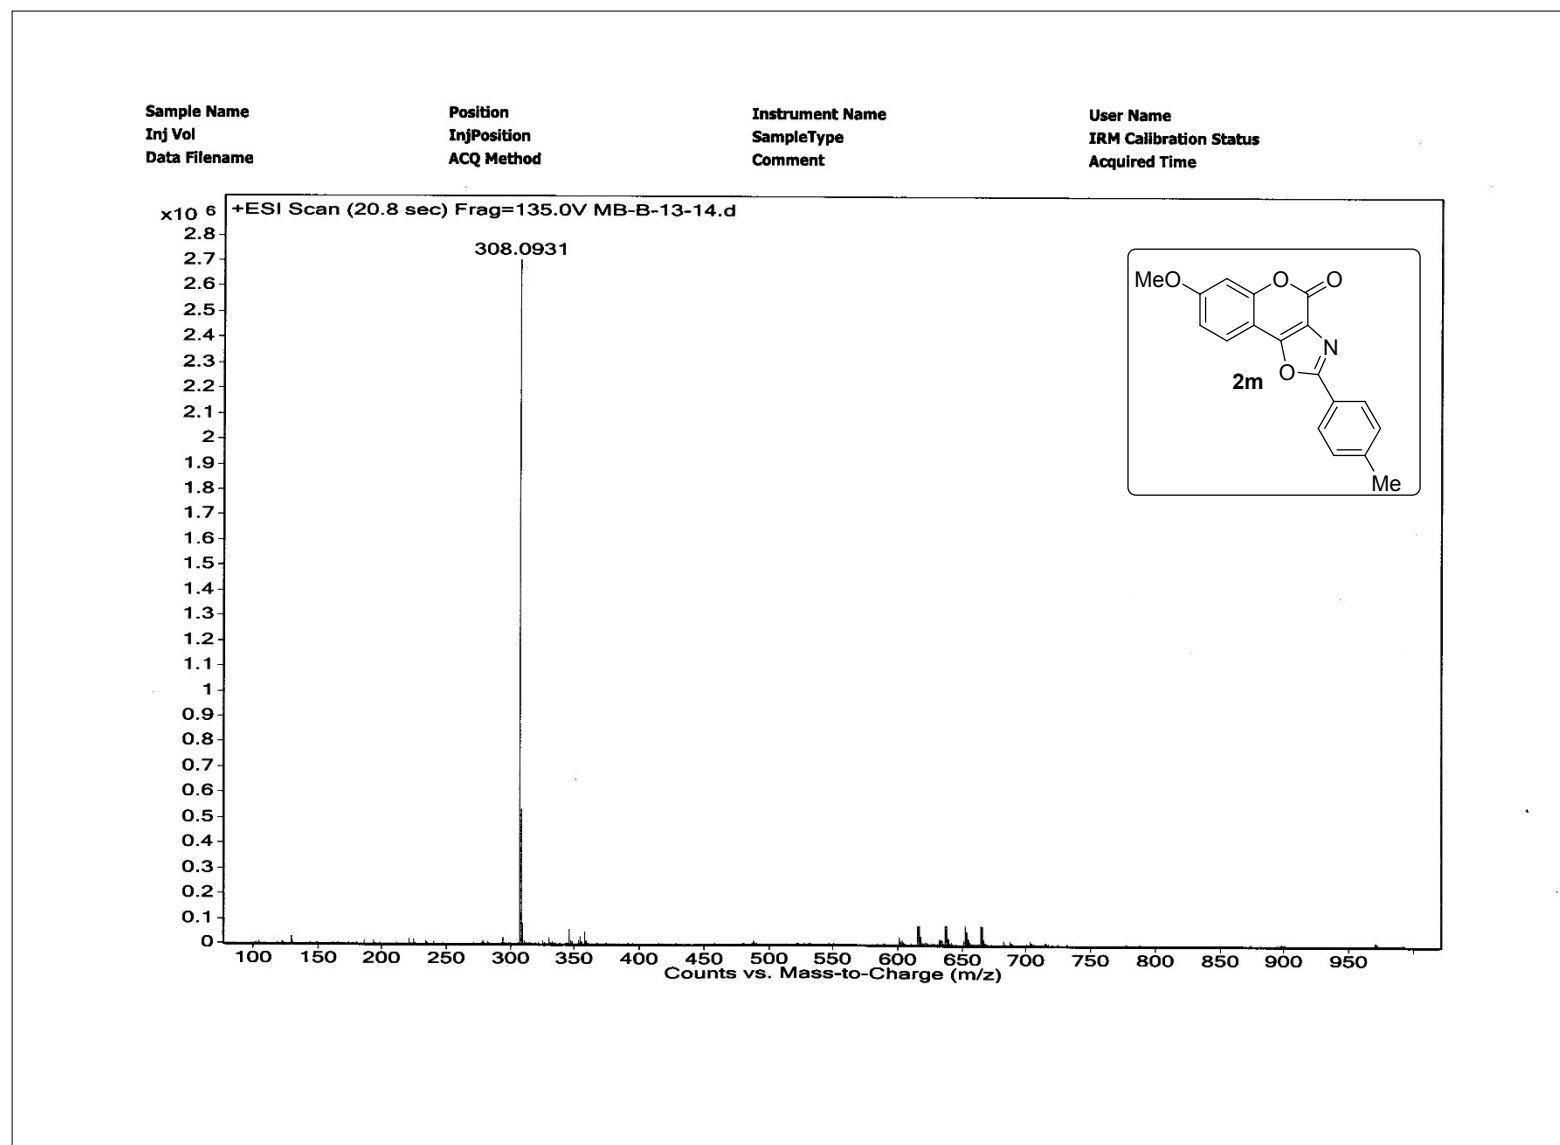 Sample Name Position Instrument Name User Name
Inj Vol InjPosition SampleType IRM Calibration Status
Data Filename ACQ Method Comment Acquired Time
x10 6 +ESI Scan (20.8 sec) Frag=135.0V MB-B-13-14.d
2.8
308.0931
2.7
2.6
2.5
2.4
2.3
2.2
2.1
2
1.9
1.8
1.7
1.6
1.5
1.4
1.3
1.2
1.1
1
0.9
0.8
0.7
0.6
0.5
0.4
0.3
0.2
0.1
0
MeO O O
N
O
2m
Me
100 150 200 250 300 350 400 450 500 550 600 650 700 750 800 850 900 950
Counts vs. Mass-to-Charge (m/z)